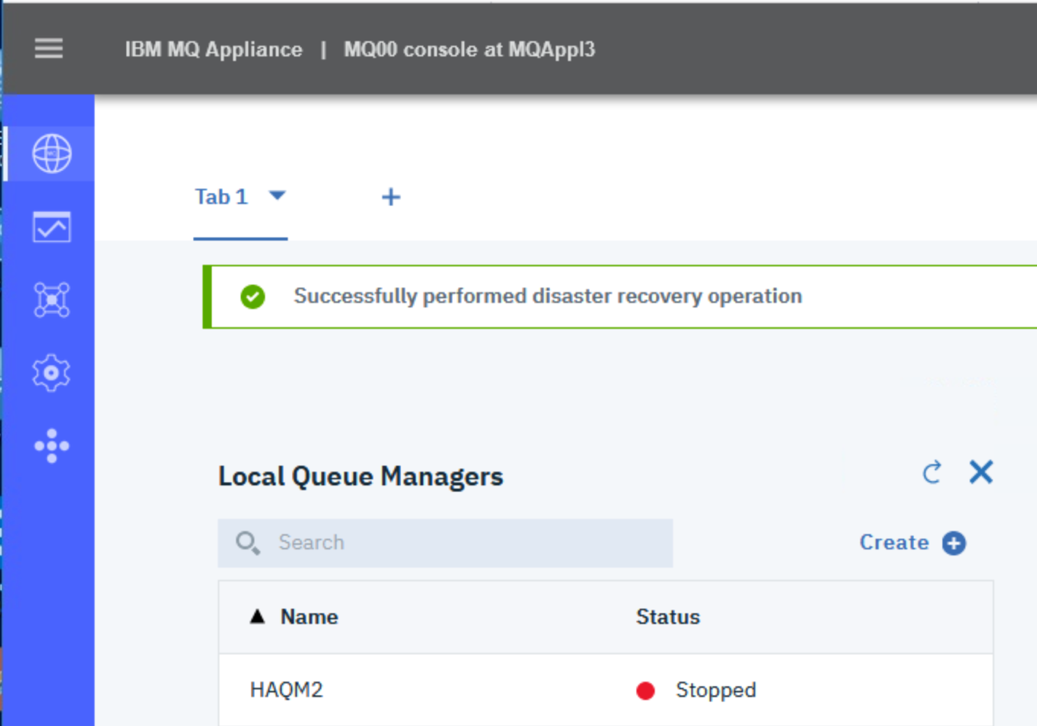 IBM MQ Appliance | MQ00 console at MQAppl3
Tab 1 +
Successfully performed disaster recovery operation
Local Queue Managers
Search Create
Name Status
HAQM2 Stopped